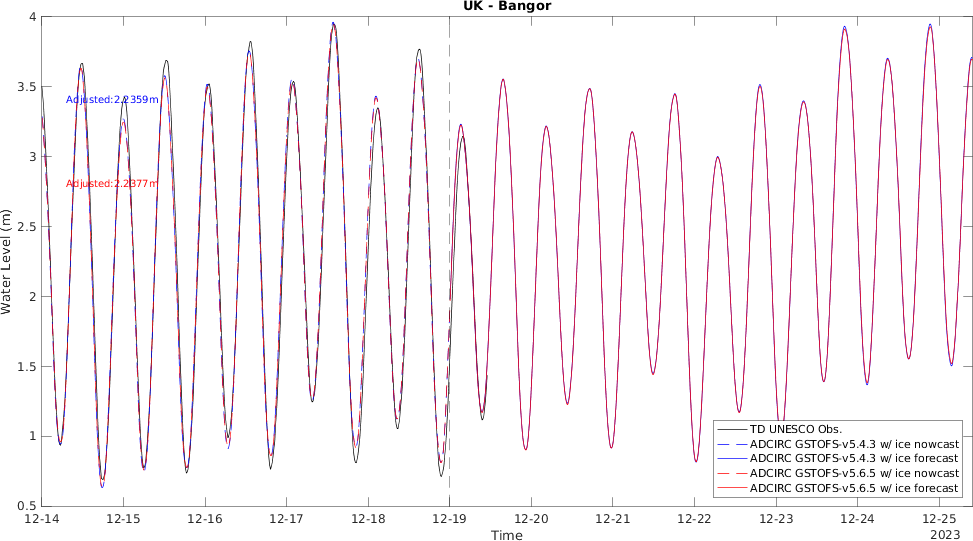 UK - Bangor
4
3.5
3
2.5
2
1.5
1
0.5
Water Level (m)
Adjusted:2.2359m
Adjusted:2.2377m
TD UNESCO Obs.
ADCIRC GSTOFS-v5.4.3 w/ ice nowcast
ADCIRC GSTOFS-v5.4.3 w/ ice forecast
ADCIRC GSTOFS-v5.6.5 w/ ice nowcast
ADCIRC GSTOFS-v5.6.5 w/ ice forecast
12-14 12-15 12-16 12-17 12-18 12-19 12-20 12-21 12-22 12-23 12-24 12-25
Time
2023